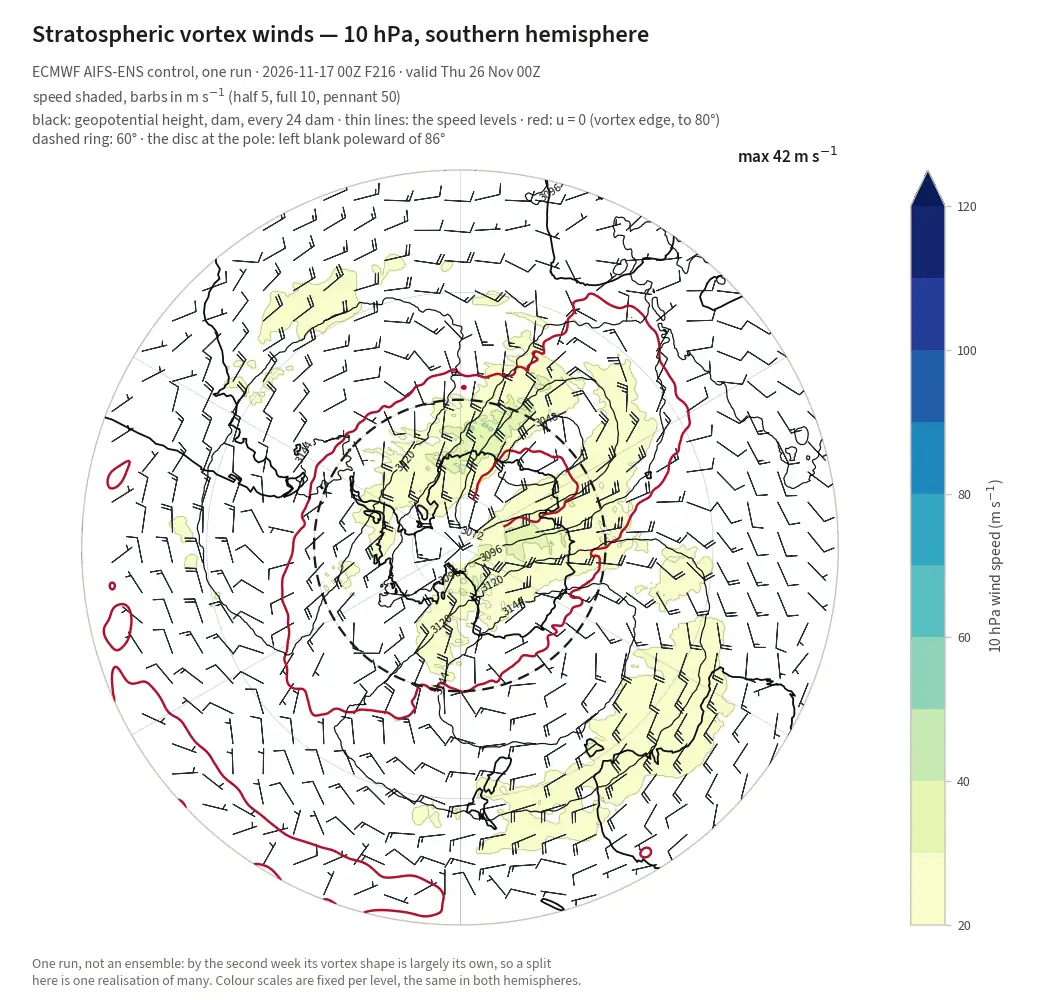 Stratospheric vortex winds — 10 hPa, southern hemisphere
ECMWF AIFS-ENS control, one run · 2026-11-17 00Z F216 · valid Thu 26 Nov 00Z
speed shaded, barbs in m s⁻¹ (half 5, full 10, pennant 50)
black: geopotential height, dam, every 24 dam · thin lines: the speed levels · red: u = 0 (vortex edge, to 80°)
dashed ring: 60° · the disc at the pole: left blank poleward of 86°
max 42 m s⁻¹
3096
3048
3120
3072
3096
3120
3144
3120
120
100
80
60
40
20
10 hPa wind speed (m s⁻¹)
One run, not an ensemble: by the second week its vortex shape is largely its own, so a split
here is one realisation of many. Colour scales are fixed per level, the same in both hemispheres.